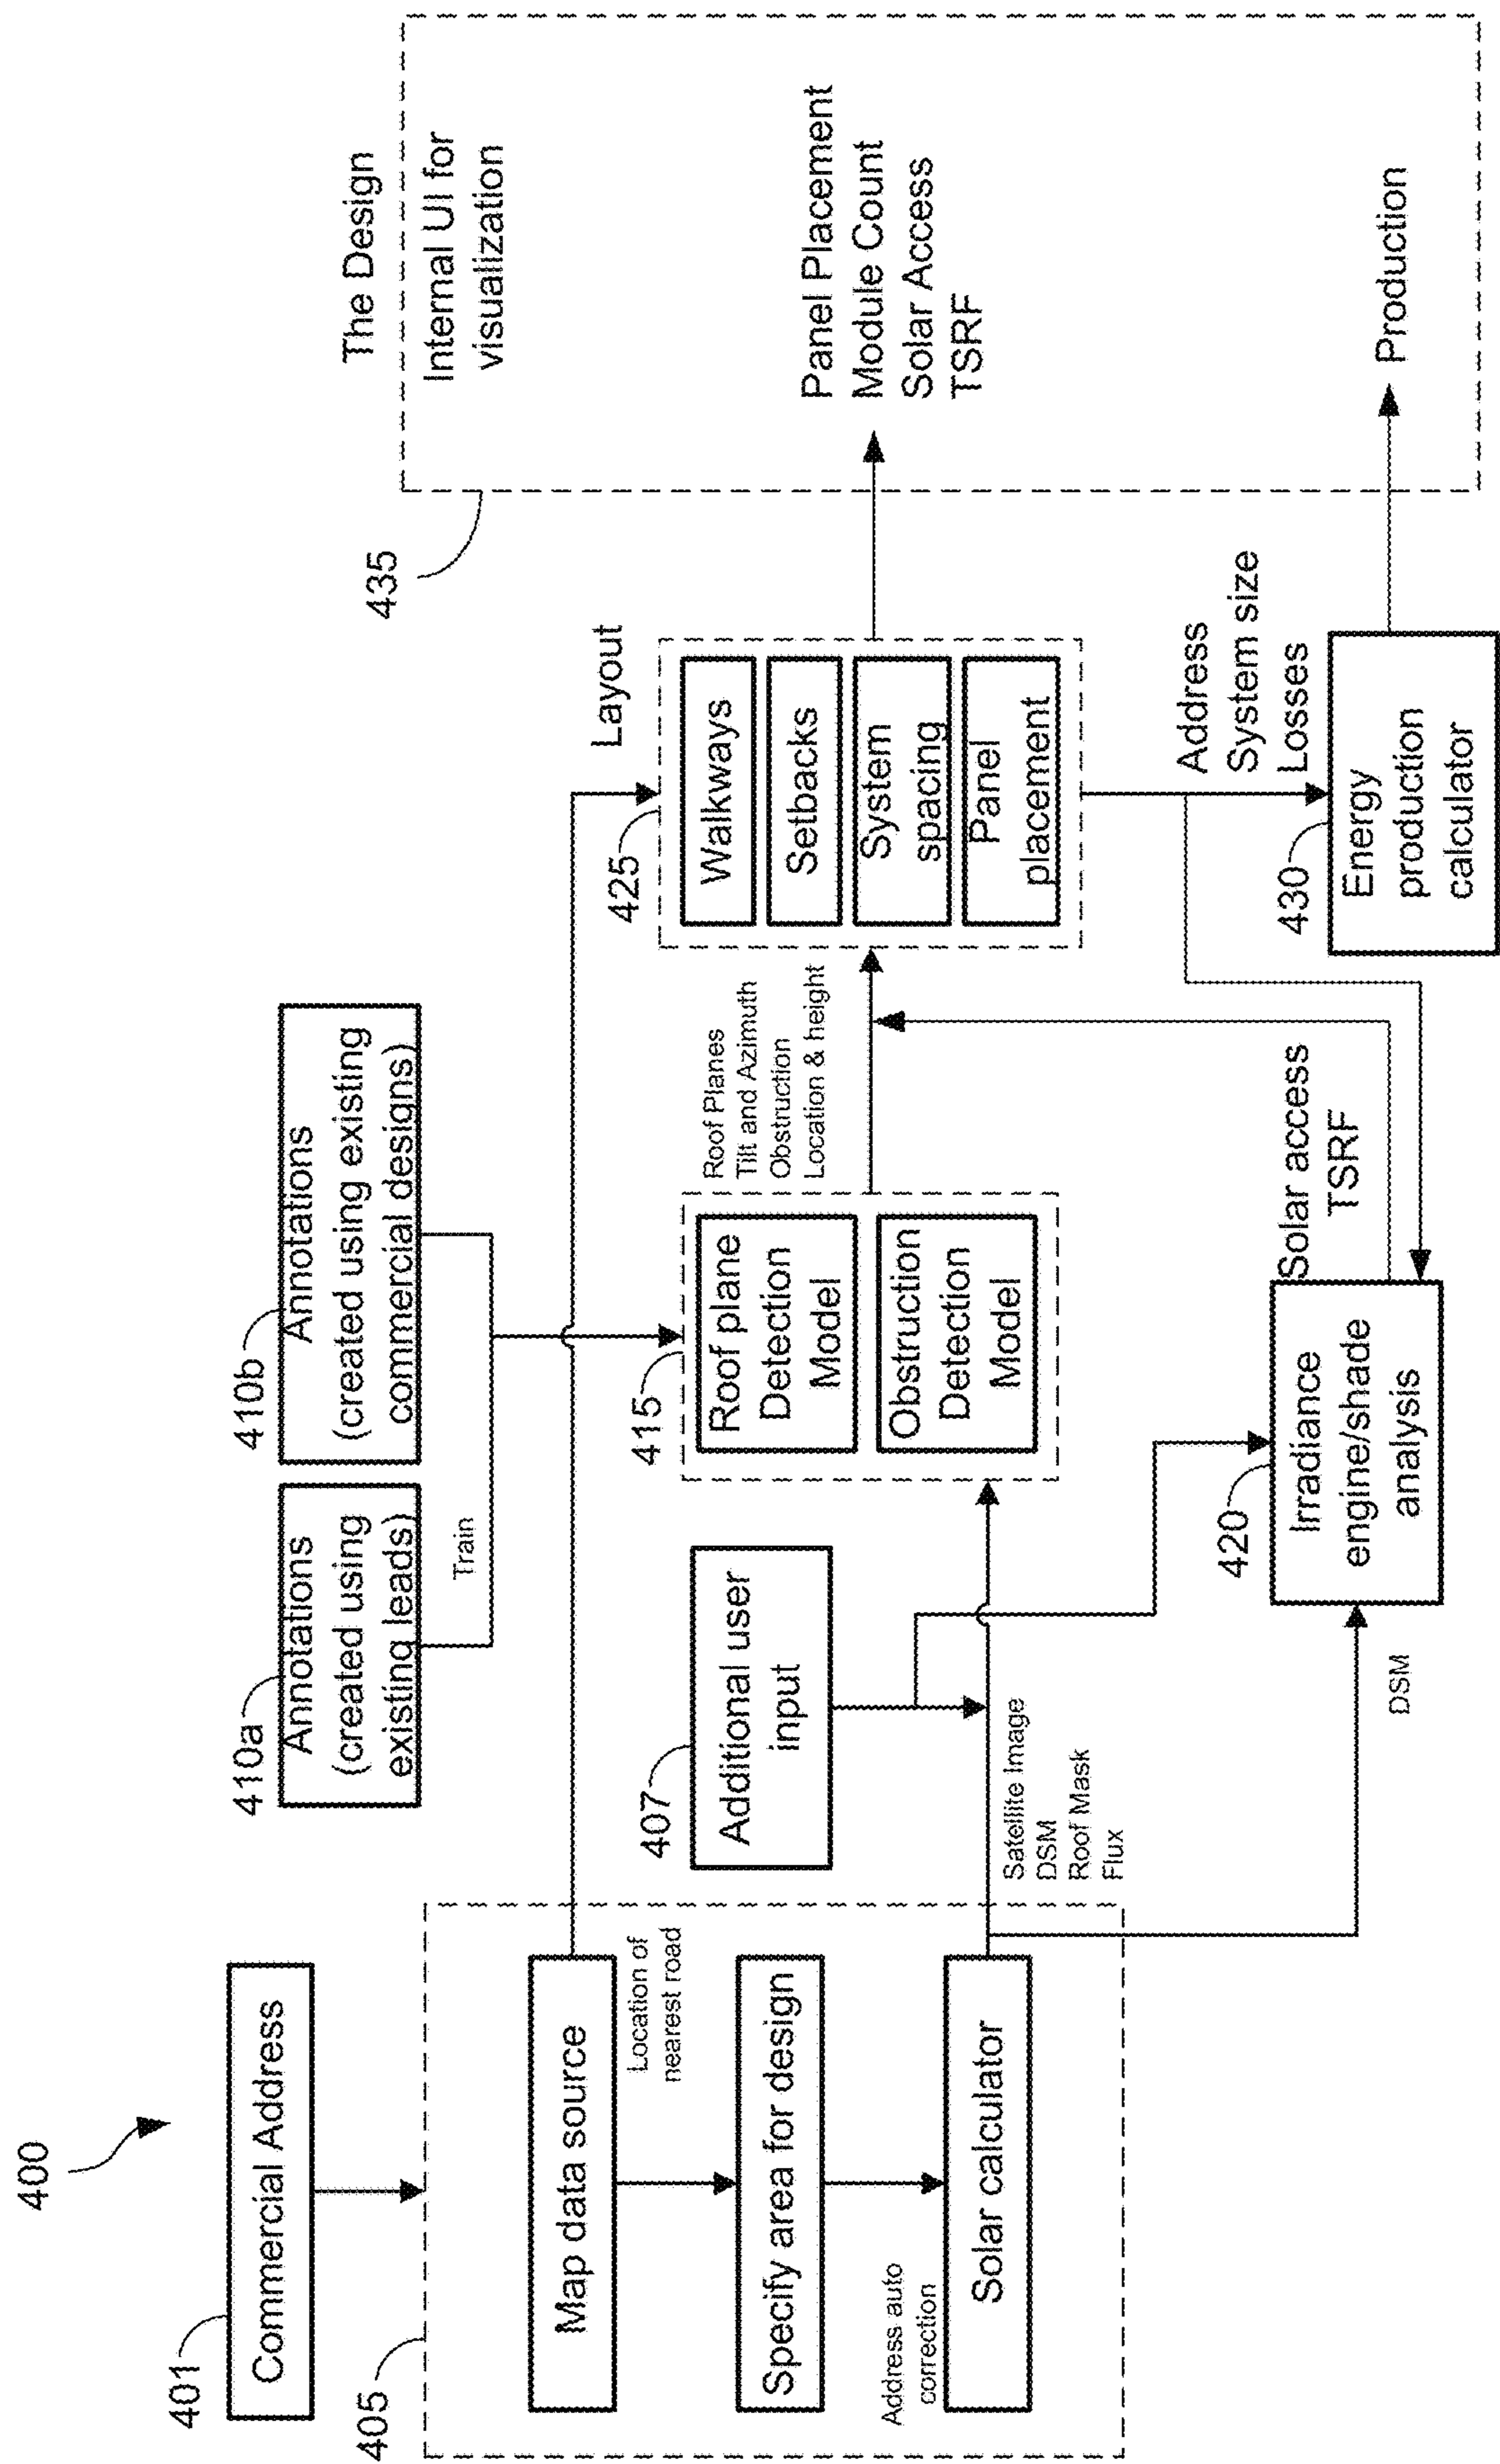 400
401
Commercial Address
405
Map data source
Location of
nearest road
Specify area for design
Address auto
correction
Solar calculator
410a
Annotations
(created using
existing leads)
410b
Annotations
(created using existing
commercial designs)
Train
407
Additional user
input
Satellite Image
DSM
Roof Mask
Flux
DSM
415
Roof plane
Detection
Model
Obstruction
Detection
Model
420
Irradiance
engine/shade
analysis
Solar access
TSRF
Roof Planes
Tilt and Azimuth
Obstruction
Location & height
Layout
425
Walkways
Setbacks
System
spacing
Panel
placement
Address
System size
Losses
430
Energy
production
calculator
435
The Design
Internal UI for
visualization
Panel Placement
Module Count
Solar Access
TSRF
Production